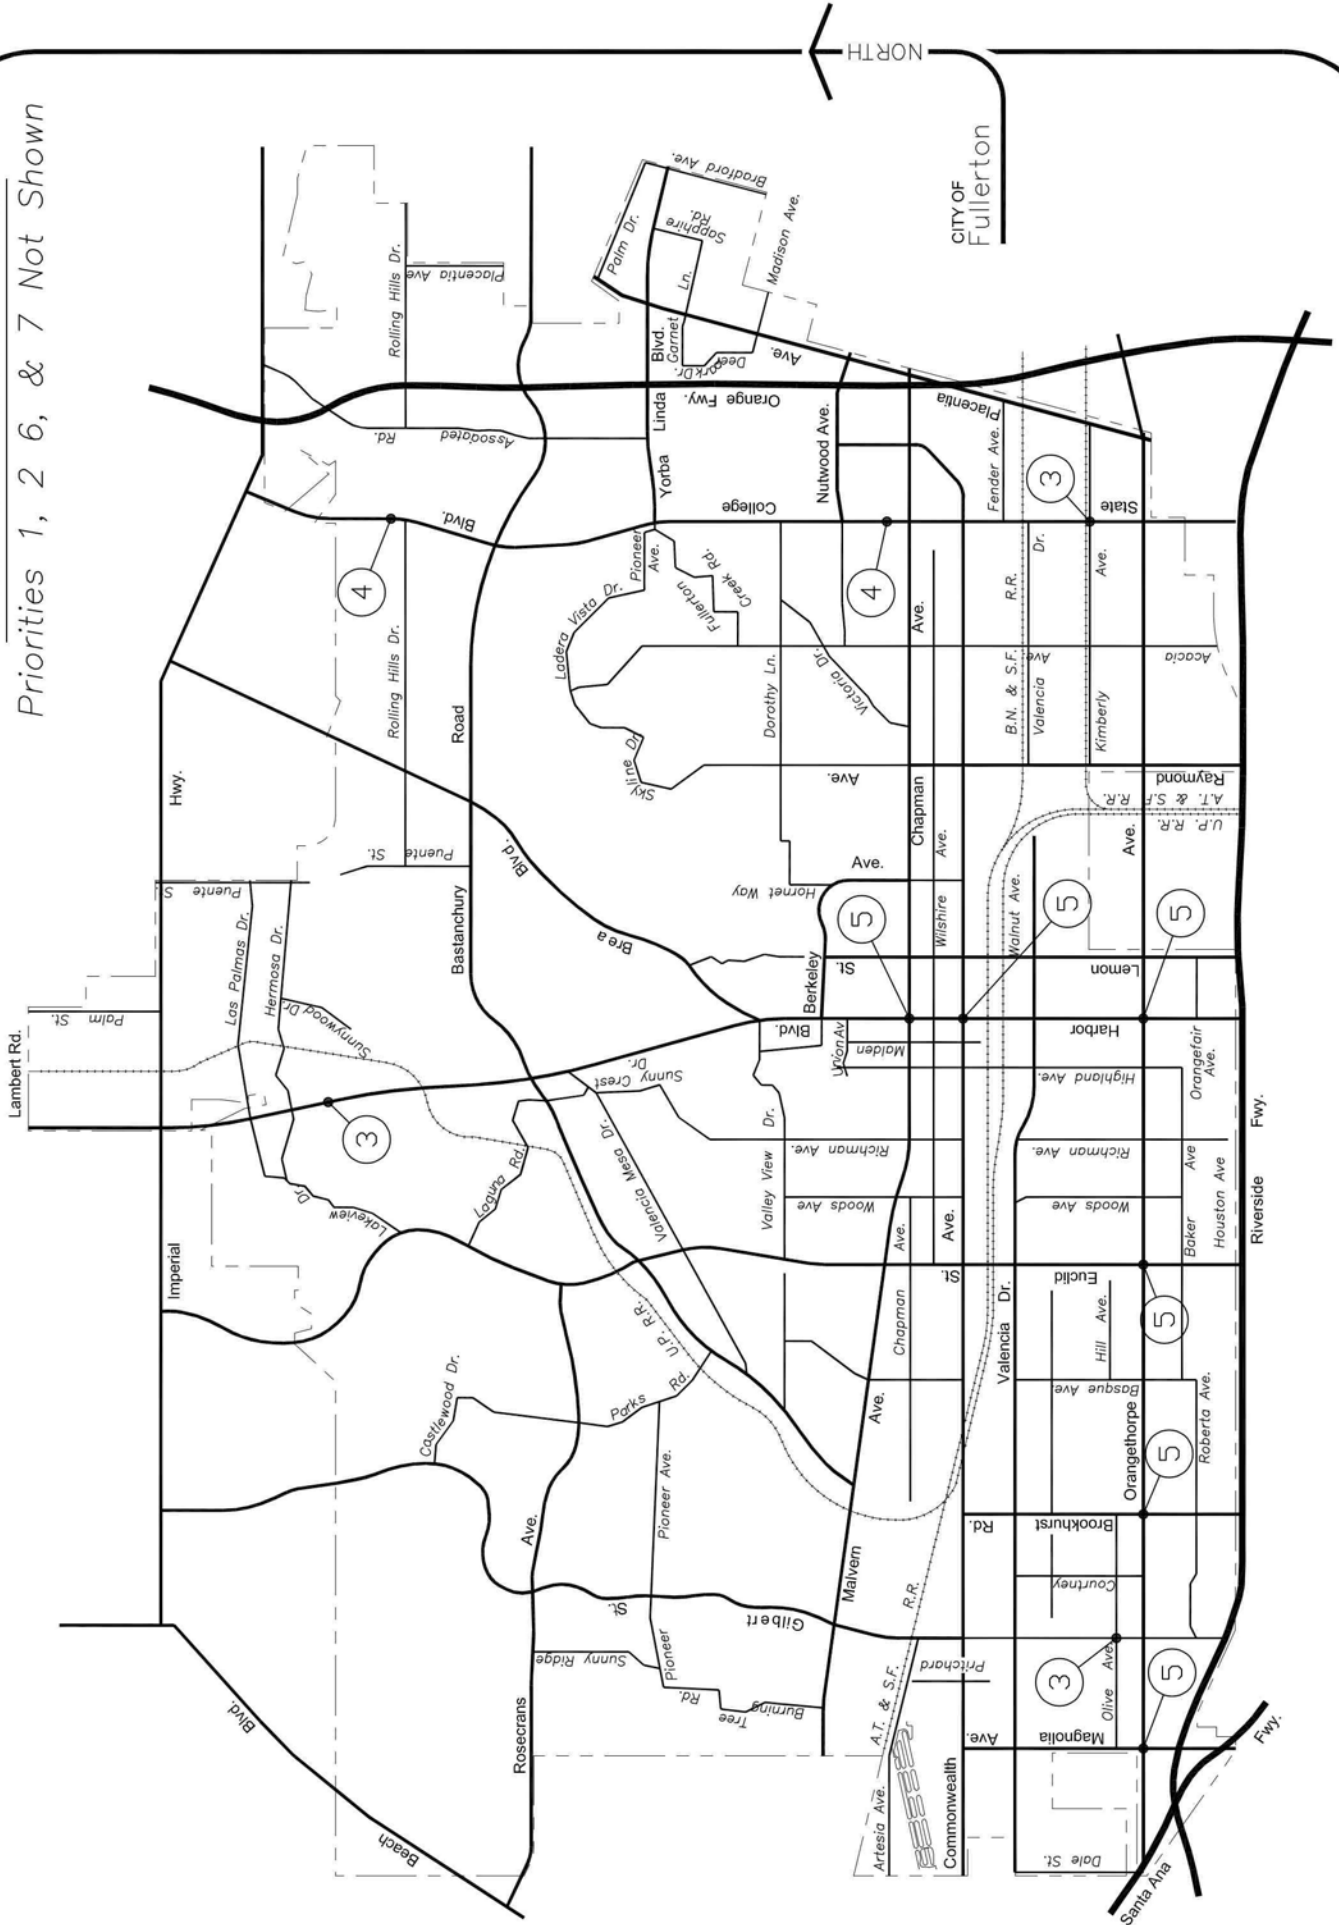 Priorities 1, 2 6, & 7 Not Shown
NORTH
CITY OF
Fullerton
Lambert Rd.
Palm St.
Puente S
Las Palmas Dr.
Hermosa Dr.
Sunnywood Dr.
Imperial
Hwy.
Puente St.
Rolling Hills Dr.
Rolling Hills Dr.
Placentia Ave
Associated Rd.
Bastanchury
Road
Brea
Blvd.
College
Blvd.
State
Yorba
Linda
Blvd.
Palm Dr.
Bradford Ave.
Sapphire Rd.
Garnet
Ln.
Deer
Park Dr.
Madison Ave.
Placentia
Ave.
Orange Fwy.
Nutwood Ave.
Fender Ave.
Pioneer
Ave.
Ladera Vista Dr.
Fullerton
Creek Rd.
Skyline Dr
Dorothy Ln.
Victoria Dr.
Acacia
Ave.
B.N. & S.F.
R.R.
Valencia
Dr.
Kimberly
Ave.
Raymond
Ave.
A.T. & S.F. R.R.
U.P. R.R.
Chapman
Ave.
Wilshire
Ave.
Walnut Ave.
Hornet Way
Berkeley
Ave.
Lemon
St.
Harbor
Blvd.
Union Av
Malden
Highland Ave.
Orangefair
Ave.
Richman Ave.
Richman Ave.
Woods Ave
Woods Ave
Baker
Ave
Houston Ave
Riverside
Fwy.
Sunny Crest
Dr.
Valencia Mesa Dr.
Valley View
Dr.
Laguna Rd.
Lakeview
Dr.
U.P. R.R.
Euclid
St.
Chapman
Ave.
Commonwealth
Ave.
Valencia
Dr.
Hill Ave.
Basque Ave.
Orangethorpe
Ave.
Roberta Ave.
Brookhurst
Rd.
Courtney
Castlewood Dr.
Parks
Rd.
Pioneer Ave.
Pioneer
Rosecrans
Ave.
Sunny Ridge
Burning
Tree
Rd.
Gilbert
St.
Malvern
Ave.
A.T. & S.F.
R.R.
Pritchard
Artesia Ave.
Magnolia
Ave.
Olive
Ave
Dale St.
Beach
Blvd.
Santa Ana
Fwy.
3
3
3
4
4
5
5
5
5
5
5